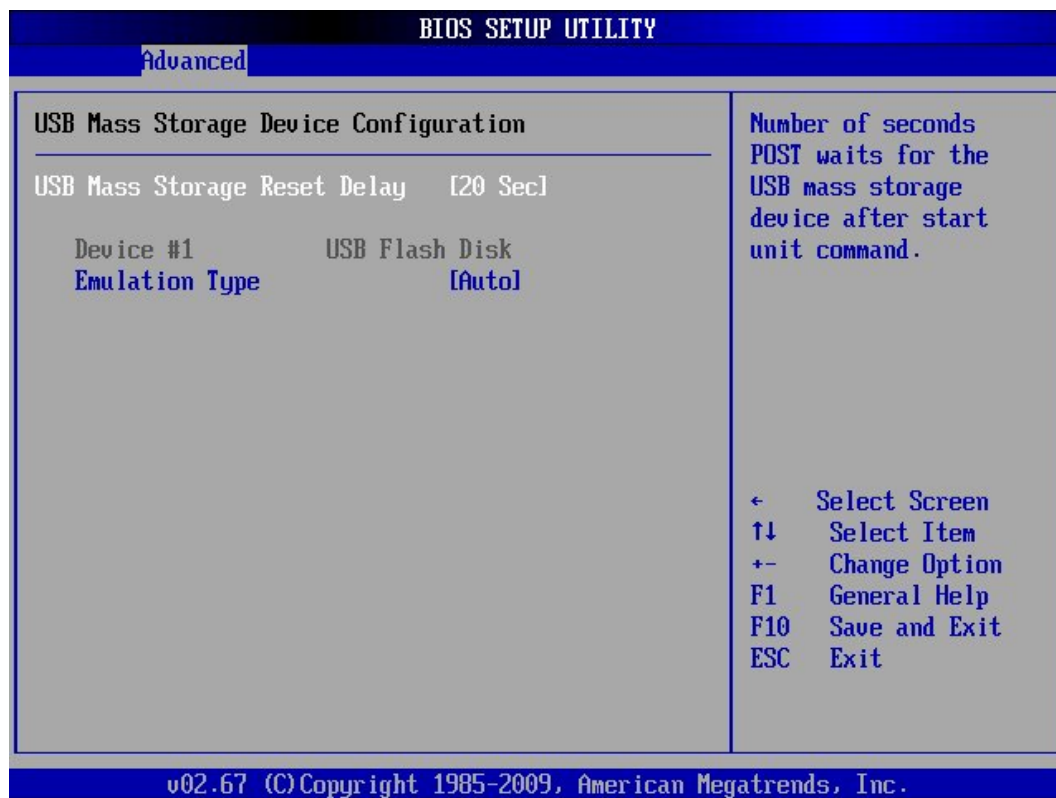 BIOS SETUP UTILITY
Advanced
USB Mass Storage Device Configuration
USB Mass Storage Reset Delay [20 Sec]
Device #1 USB Flash Disk
Emulation Type [Auto]
Number of seconds
POST waits for the
USB mass storage
device after start
unit command.
← Select Screen
↑↓ Select Item
+- Change Option
F1 General Help
F10 Save and Exit
ESC Exit
v02.67 (C)Copyright 1985-2009, American Megatrends, Inc.